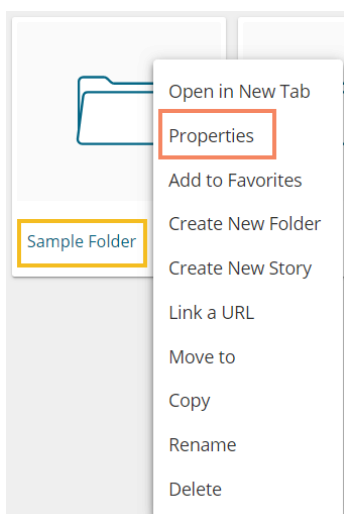 Sample Folder
Open in New Tab
Properties
Add to Favorites
Create New Folder
Create New Story
Link a URL
Move to
Copy
Rename
Delete